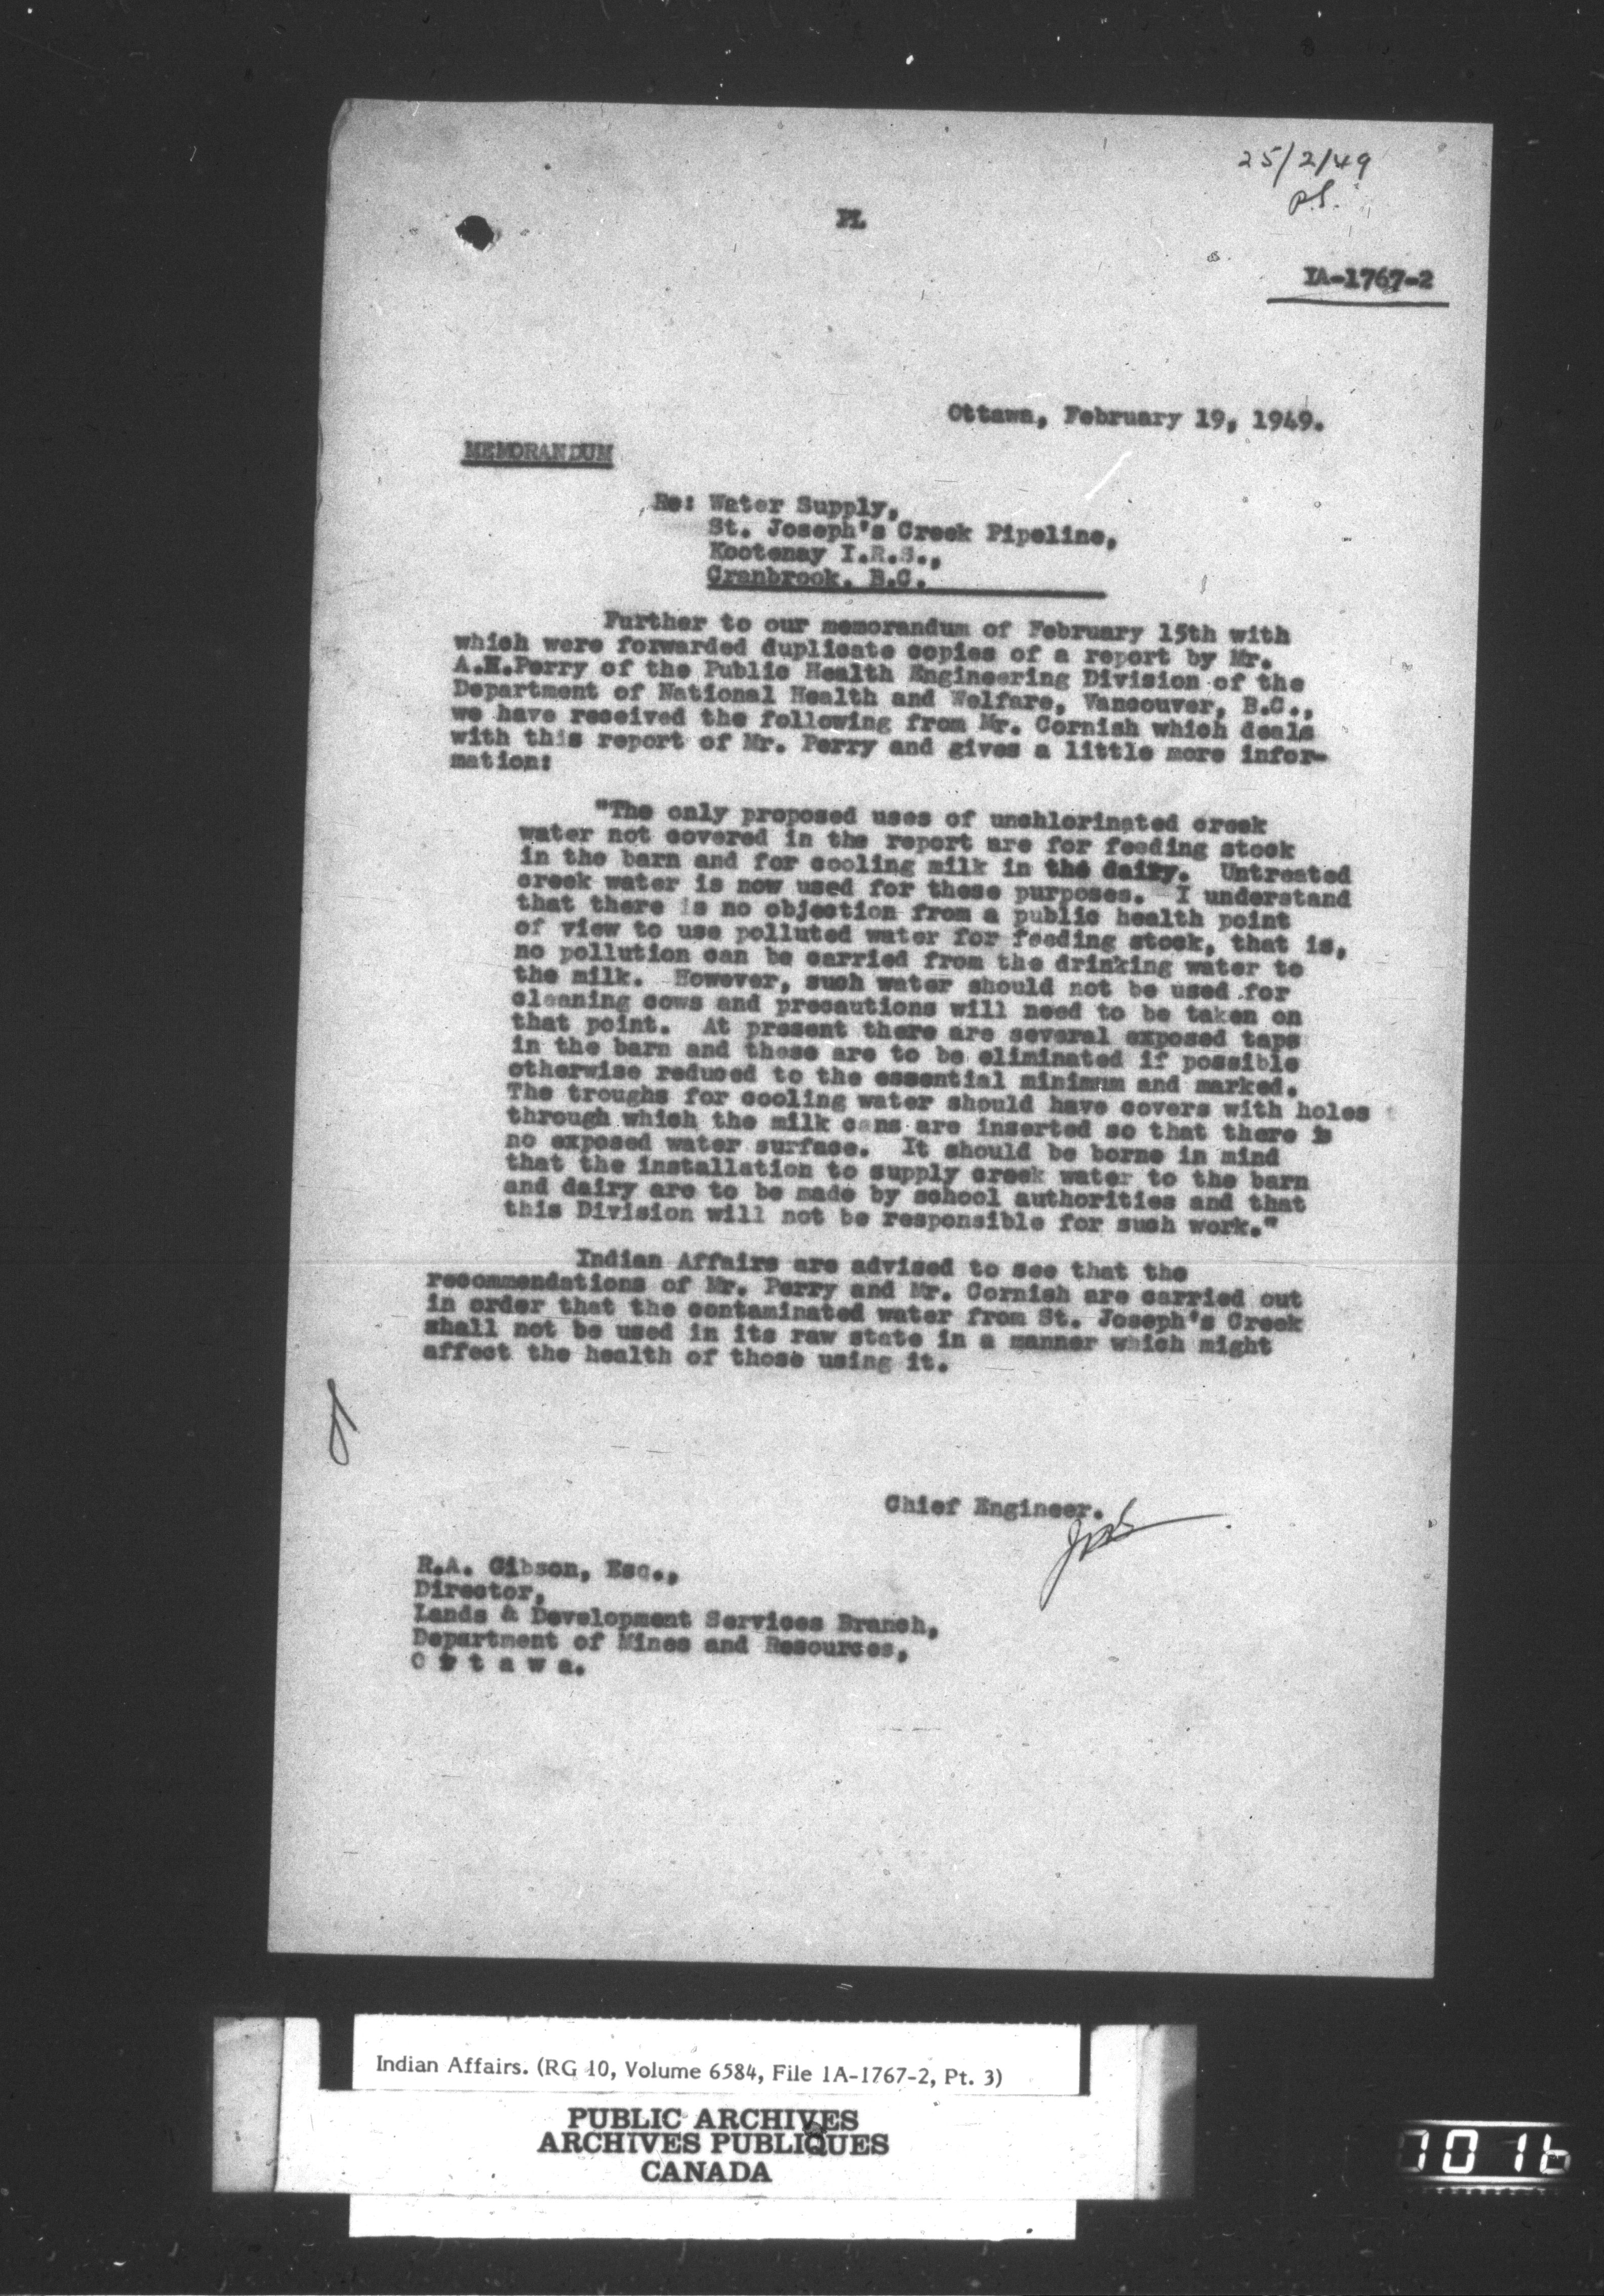 25/2/49
P.S.
PL
IA-1767-2
Ottawa, February 19, 1949.
MEMORANDUM
Re: Water Supply,
St. Joseph's Creek Pipeline,
Kootenay I.R.S.,
Cranbrook, B.C.
Further to our memorandum of February 15th with
which were forwarded duplicate copies of a report by Mr.
A.H.Perry of the Public Health Engineering Division of the
Department of National Health and Welfare, Vancouver, B.C.,
we have received the following from Mr. Cornish which deals
with this report of Mr. Perry and gives a little more infor-
mation:
"The only proposed uses of unchlorinated creek
water not covered in the report are for feeding stock
in the barn and for cooling milk in the dairy. Untreated
creek water is now used for these purposes. I understand
that there is no objection from a public health point
of view to use polluted water for feeding stock, that is,
no pollution can be carried from the drinking water to
the milk. However, such water should not be used for
cleaning cows and precautions will need to be taken on
that point. At present there are several exposed taps
in the barn and these are to be eliminated if possible
otherwise reduced to the essential minimum and marked.
The troughs for cooling water should have covers with holes
through which the milk cans are inserted so that there is
no exposed water surface. It should be borne in mind
that the installation to supply creek water to the barn
and dairy are to be made by school authorities and that
this Division will not be responsible for such work."
Indian Affairs are advised to see that the
recommendations of Mr. Perry and Mr. Cornish are carried out
in order that the contaminated water from St. Joseph's Creek
shall not be used in its raw state in a manner which might
affect the health of those using it.
Chief Engineer.
R.A. Gibson, Esq.,
Director,
Lands & Development Services Branch,
Department of Mines and Resources,
O t t a w a.
Indian Affairs. (RG 10, Volume 6584, File 1A-1767-2, Pt. 3)
PUBLIC ARCHIVES
ARCHIVES PUBLIQUES
CANADA